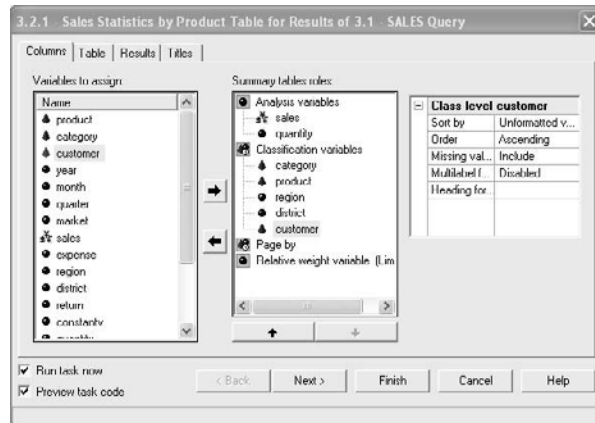 3.2.1 - Sales Statistics by Product Table for Results of 3.1 - SALES Query
Columns Table Results Titles
Variables to assign:
Name
product
category
customer
year
month
quarter
market
sales
expense
region
district
return
constantv
quantity
Summary tables roles:
Analysis variables
sales
quantity
Classification variables
category
product
region
district
customer
Page by
Relative weight variable (Lim
Class level customer
Sort by Unformatted v...
Order Ascending
Missing val... Include
Multilabel f... Disabled
Heading for...
Run task now
Preview task code
< Back Next > Finish Cancel Help